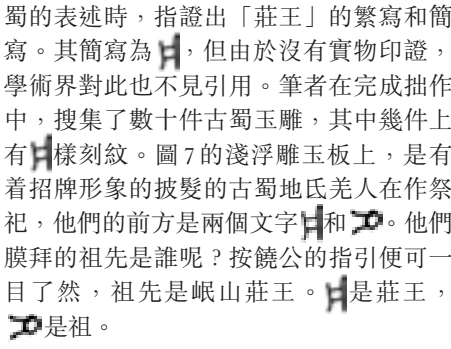 蜀的表述時，指證出「莊王」的繁寫和簡
寫。其簡寫為，但由於沒有實物印證，
學術界對此也不見引用。筆者在完成拙作
中，搜集了數十件古蜀玉雕，其中幾件上
有樣刻紋。圖7的淺浮雕玉板上，是有
着招牌形象的披髮的古蜀地氐羌人在作祭
祀，他們的前方是兩個文字和。他們
膜拜的祖先是誰呢？按饒公的指引便可一
目了然，祖先是岷山莊王。是莊王，
是祖。